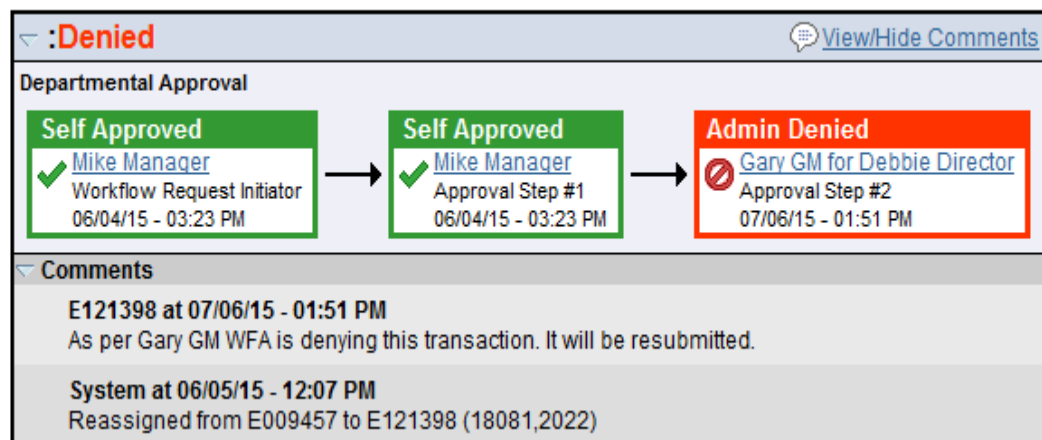 :Denied View/Hide Comments
Departmental Approval
Self Approved
Mike Manager
Workflow Request Initiator
06/04/15 - 03:23 PM
Self Approved
Mike Manager
Approval Step #1
06/04/15 - 03:23 PM
Admin Denied
Gary GM for Debbie Director
Approval Step #2
07/06/15 - 01:51 PM
Comments
E121398 at 07/06/15 - 01:51 PM
As per Gary GM WFA is denying this transaction. It will be resubmitted.
System at 06/05/15 - 12:07 PM
Reassigned from E009457 to E121398 (18081,2022)